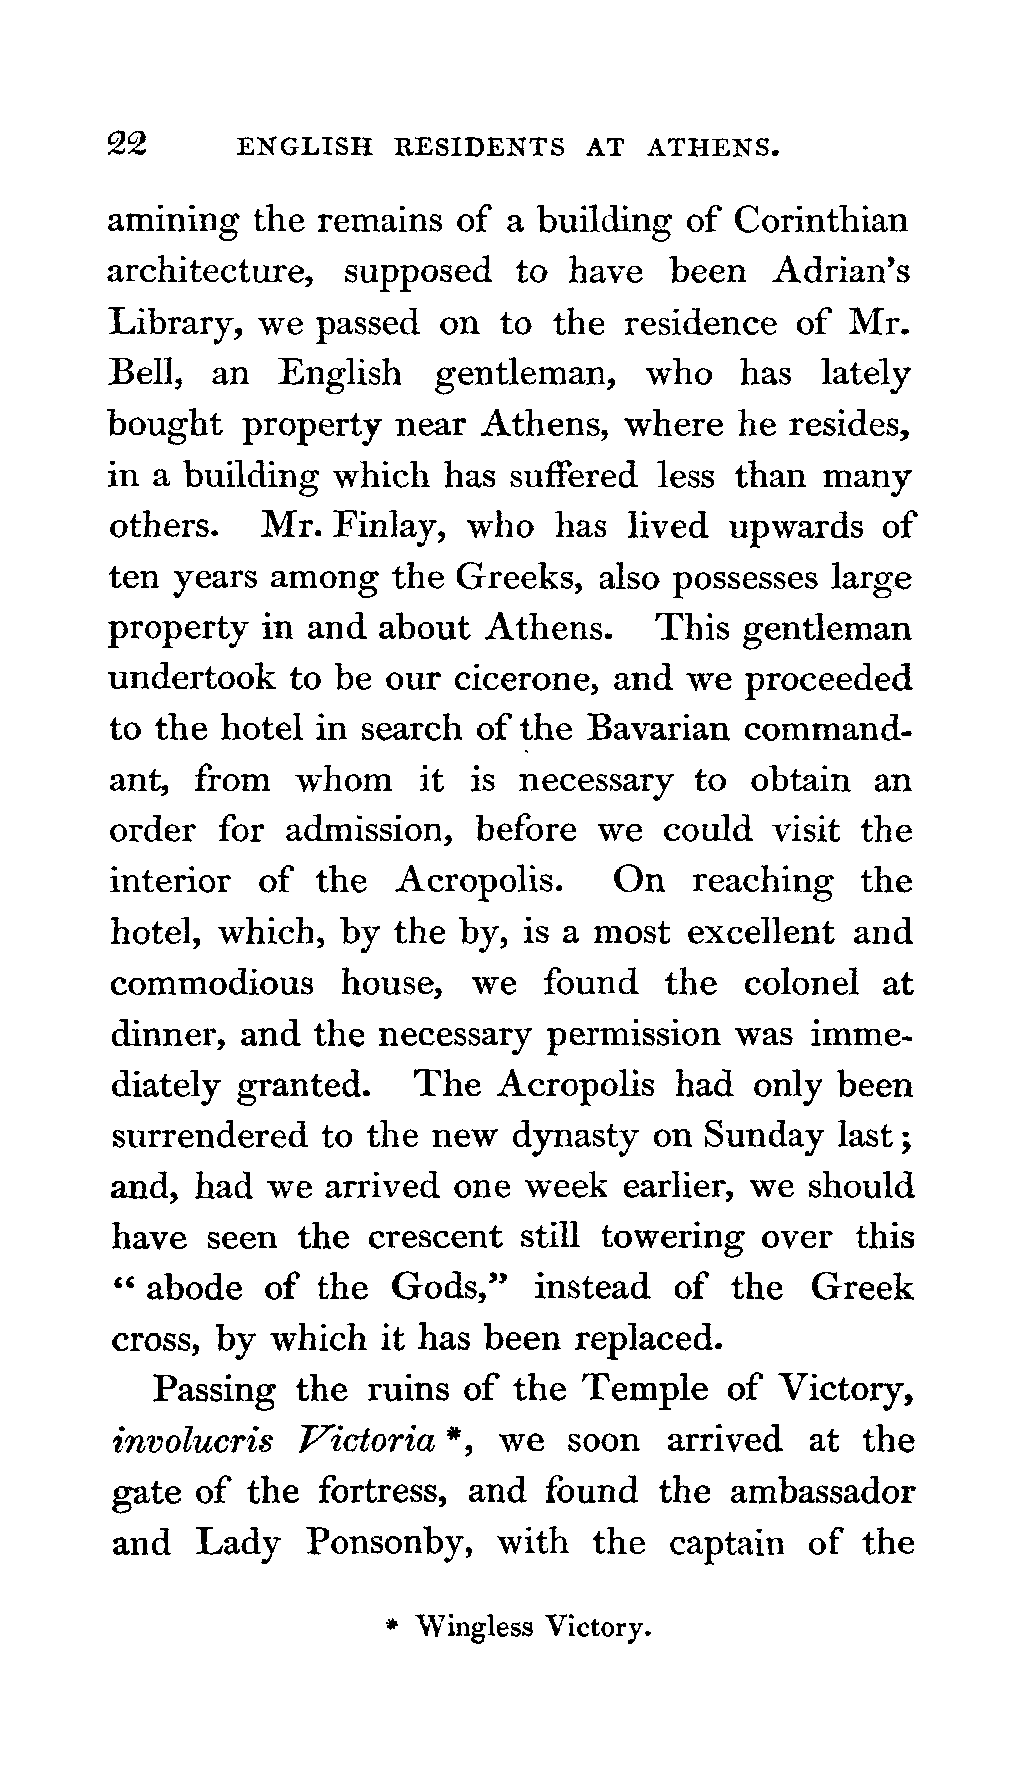 22 ENGLISH RESIDENTS AT ATHENS.
amining the remains of a building of Corinthian
architecture, supposed to have been Adrian's
Library, we passed on to the residence of Mr.
Bell, an English gentleman, who has lately
bought property near Athens, where he resides,
in a building which has suffered less than many
others. Mr. Finlay, who has lived upwards of
ten years among the Greeks, also possesses large
property in and about Athens. This gentleman
undertook to be our cicerone, and we proceeded
to the hotel in search of the Bavarian command-
ant, from whom it is necessary to obtain an
order for admission, before we could visit the
interior of the Acropolis. On reaching the
hotel, which, by the by, is a most excellent and
commodious house, we found the colonel at
dinner, and the necessary permission was imme-
diately granted. The Acropolis had only been
surrendered to the new dynasty on Sunday last;
and, had we arrived one week earlier, we should
have seen the crescent still towering over this
“ abode of the Gods,” instead of the Greek
cross, by which it has been replaced.
Passing the ruins of the Temple of Victory,
involucris Victoria *, we soon arrived at the
gate of the fortress, and found the ambassador
and Lady Ponsonby, with the captain of the
* Wingless Victory.